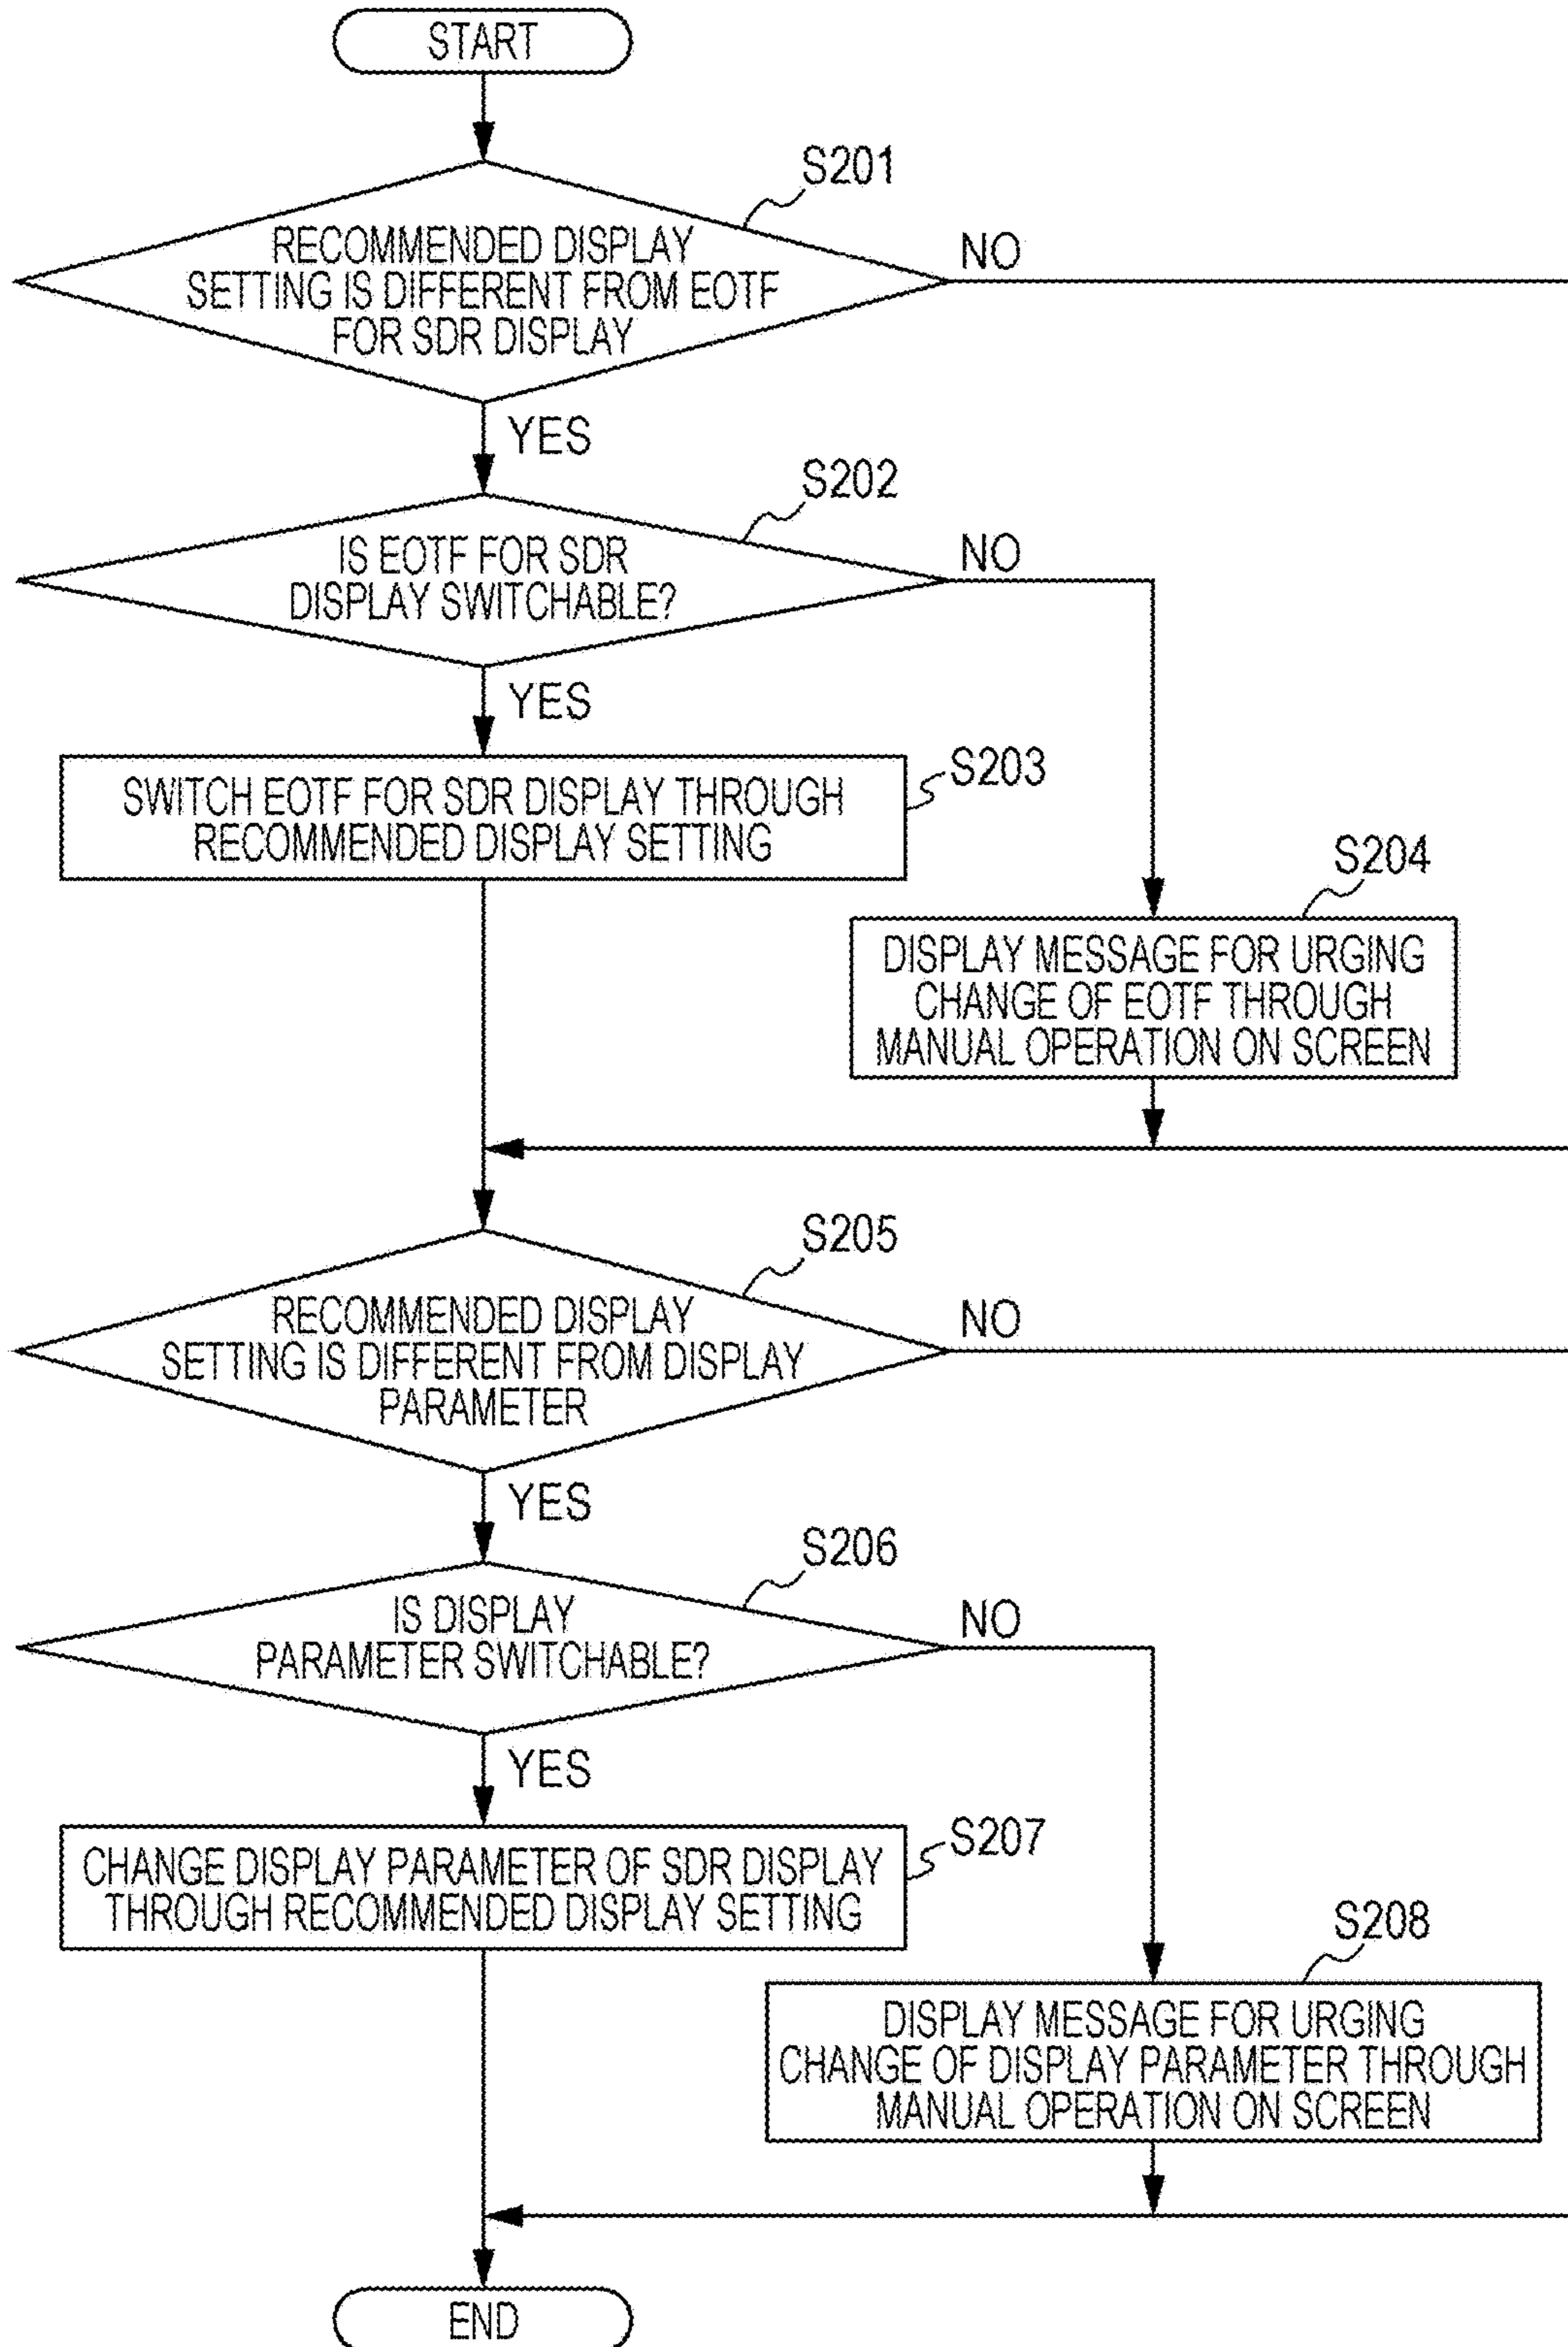 START
S201
RECOMMENDED DISPLAY
SETTING IS DIFFERENT FROM EOTF
FOR SDR DISPLAY
NO
YES
S202
IS EOTF FOR SDR
DISPLAY SWITCHABLE?
NO
YES
S203
SWITCH EOTF FOR SDR DISPLAY THROUGH
RECOMMENDED DISPLAY SETTING
S204
DISPLAY MESSAGE FOR URGING
CHANGE OF EOTF THROUGH
MANUAL OPERATION ON SCREEN
S205
RECOMMENDED DISPLAY
SETTING IS DIFFERENT FROM DISPLAY
PARAMETER
NO
YES
S206
IS DISPLAY
PARAMETER SWITCHABLE?
NO
YES
S207
CHANGE DISPLAY PARAMETER OF SDR DISPLAY
THROUGH RECOMMENDED DISPLAY SETTING
S208
DISPLAY MESSAGE FOR URGING
CHANGE OF DISPLAY PARAMETER THROUGH
MANUAL OPERATION ON SCREEN
END